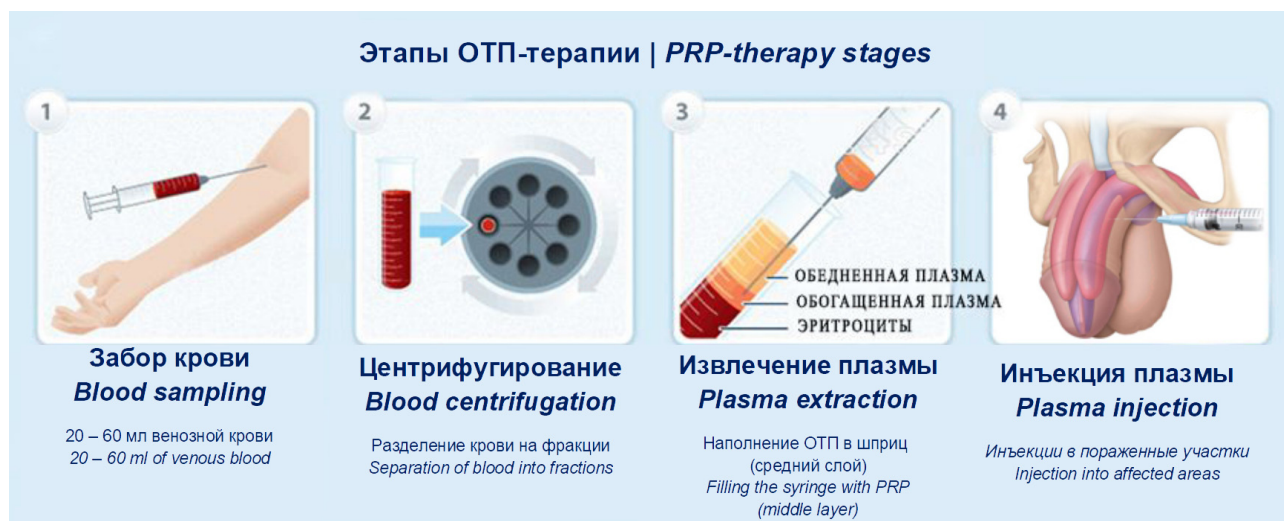 Этапы ОТП-терапии | PRP-therapy stages
1
2
3
4
ОБЕДНЕННАЯ ПЛАЗМА
ОБОГАЩЕННАЯ ПЛАЗМА
ЭРИТРОЦИТЫ
Забор крови
Blood sampling
20 – 60 мл венозной крови
20 – 60 ml of venous blood
Центрифугирование
Blood centrifugation
Разделение крови на фракции
Separation of blood into fractions
Извлечение плазмы
Plasma extraction
Наполнение ОТП в шприц
(средний слой)
Filling the syringe with PRP
(middle layer)
Инъекция плазмы
Plasma injection
Инъекции в пораженные участки
Injection into affected areas